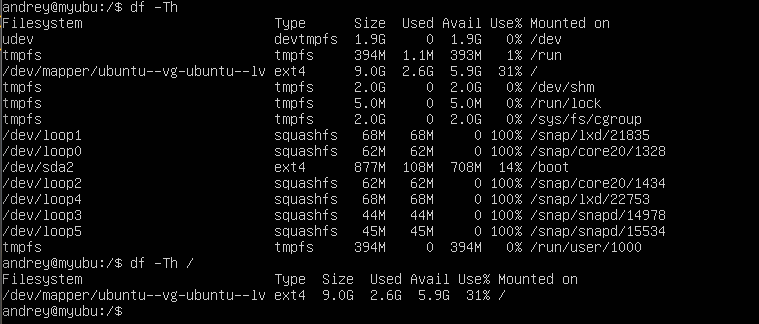 andrey@myubu:/$ df -Th
Filesystem Type Size Used Avail Use% Mounted on
udev devtmpfs 1.9G 0 1.9G 0% /dev
tmpfs tmpfs 394M 1.1M 393M 1% /run
/dev/mapper/ubuntu--vg-ubuntu--lv ext4 9.0G 2.6G 5.9G 31% /
tmpfs tmpfs 2.0G 0 2.0G 0% /dev/shm
tmpfs tmpfs 5.0M 0 5.0M 0% /run/lock
tmpfs tmpfs 2.0G 0 2.0G 0% /sys/fs/cgroup
/dev/loop1 squashfs 68M 68M 0 100% /snap/lxd/21835
/dev/loop0 squashfs 62M 62M 0 100% /snap/core20/1328
/dev/sda2 ext4 877M 108M 708M 14% /boot
/dev/loop2 squashfs 62M 62M 0 100% /snap/core20/1434
/dev/loop4 squashfs 68M 68M 0 100% /snap/lxd/22753
/dev/loop3 squashfs 44M 44M 0 100% /snap/snapd/14978
/dev/loop5 squashfs 45M 45M 0 100% /snap/snapd/15534
tmpfs tmpfs 394M 0 394M 0% /run/user/1000
andrey@myubu:/$ df -Th /
Filesystem Type Size Used Avail Use% Mounted on
/dev/mapper/ubuntu--vg-ubuntu--lv ext4 9.0G 2.6G 5.9G 31% /
andrey@myubu:/$